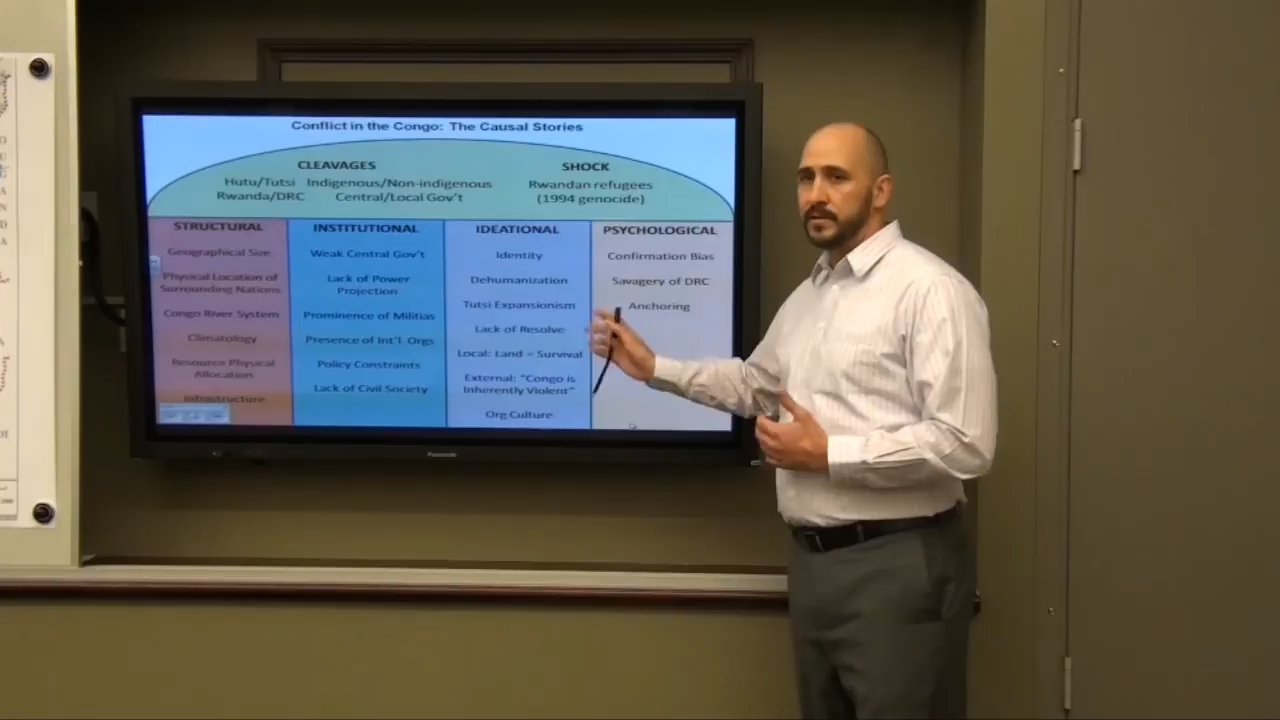 Conflict in the Congo: The Causal Stories
CLEAVAGES
Hutu/Tutsi Indigenous/Non-indigenous
Rwanda/DRC Central/Local Gov't
SHOCK
Rwandan refugees
(1994 genocide)
STRUCTURAL
Geographical Size
Physical Location of
Surrounding Nations
Congo River System
Climatology
Resource Physical
Allocation
Infrastructure
INSTITUTIONAL
Weak Central Gov't
Lack of Power
Projection
Prominence of Militias
Presence of Int'l Orgs
Policy Constraints
Lack of Civil Society
IDEATIONAL
Identity
Dehumanization
Tutsi Expansionism
Lack of Resolve
Local: Land = Survival
External: "Congo is
Inherently Violent"
Org Culture
PSYCHOLOGICAL
Confirmation Bias
Savagery of DRC
Anchoring
Panasonic